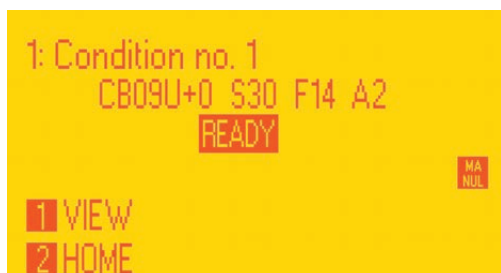 1: Condition no. 1
CB09U+0 S30 F14 A2
READY
MA
NUL
1 VIEW
2 HOME